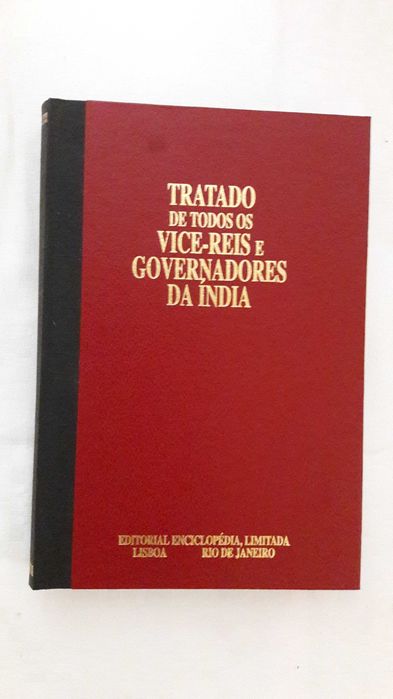 TRATADO
DE TODOS OS
VICE-REIS E
GOVERNADORES
DA ÍNDIA
EDITORIAL ENCICLOPÉDIA, LIMITADA
LISBOA RIO DE JANEIRO